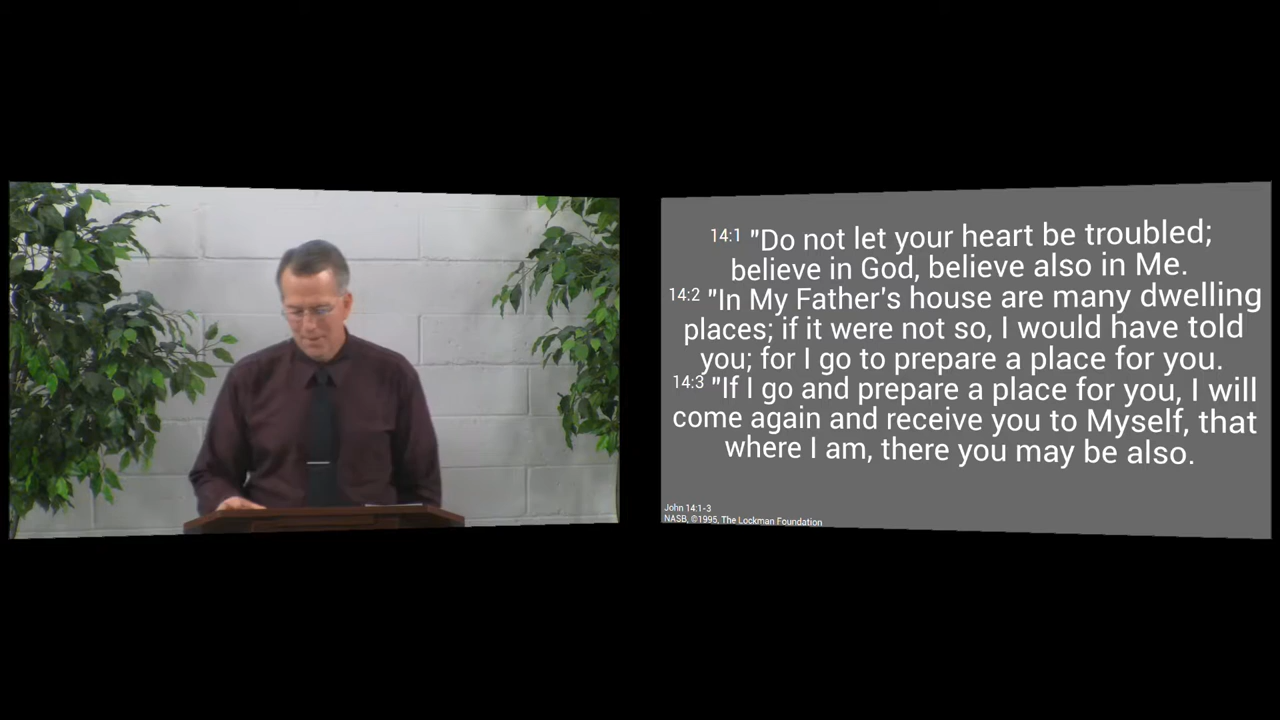 14:1 "Do not let your heart be troubled;
believe in God, believe also in Me.
14:2 "In My Father's house are many dwelling
places; if it were not so, I would have told
you; for I go to prepare a place for you.
14:3 "If I go and prepare a place for you, I will
come again and receive you to Myself, that
where I am, there you may be also.
John 14:1-3
NASB, ©1995, The Lockman Foundation